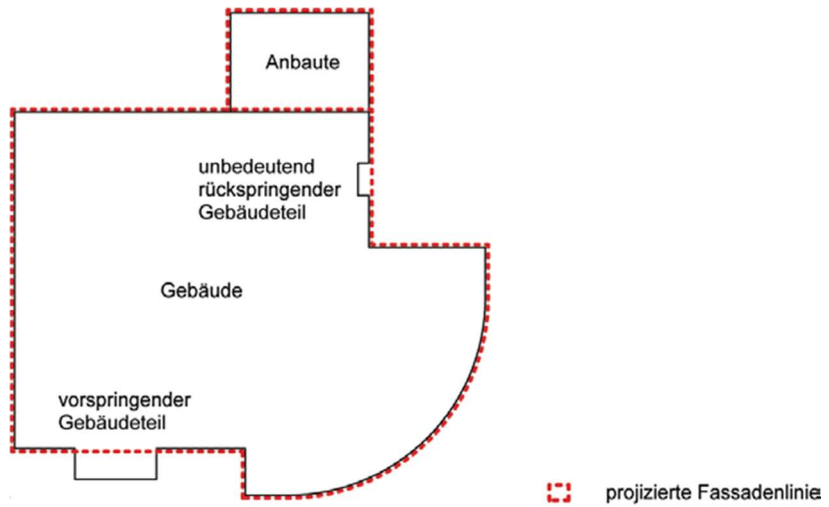 Anbaute
unbedeutend
rückspringender
Gebäudeteil
Gebäude
vorspringender
Gebäudeteil
projizierte Fassadenlinie